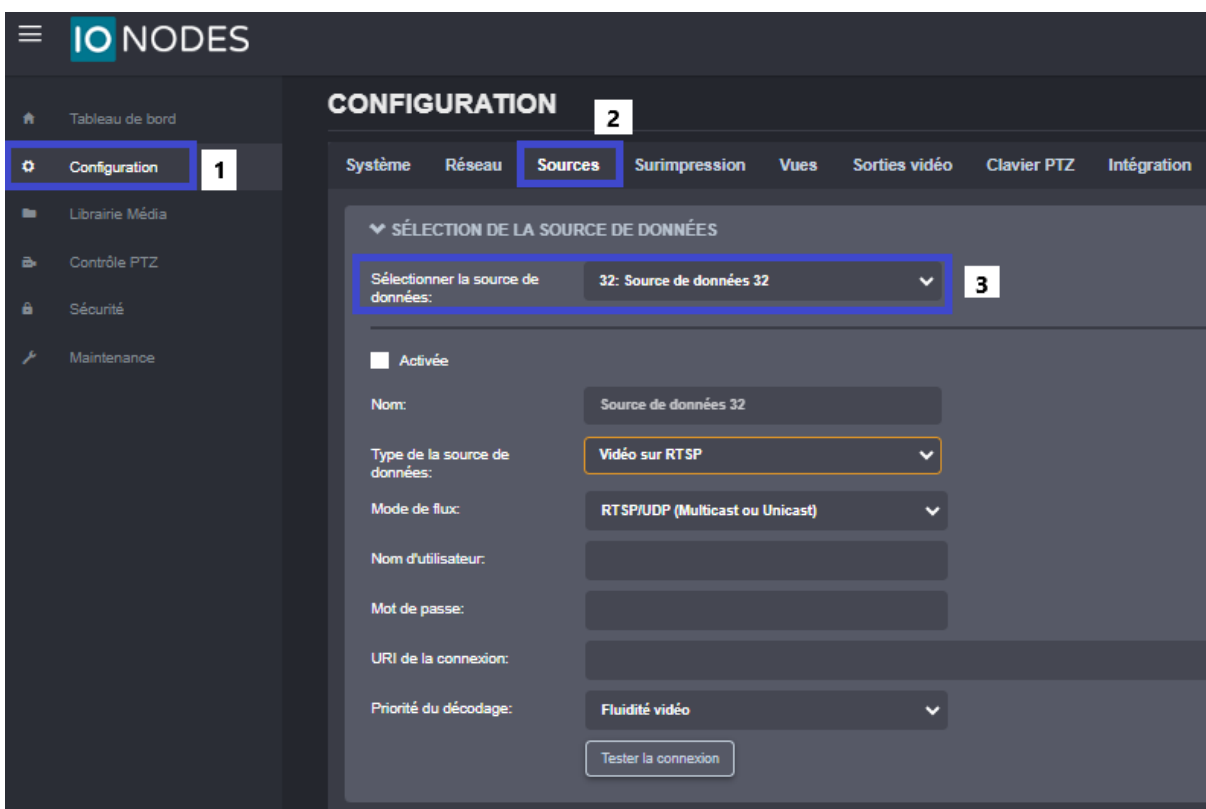 IO NODES
Tableau de bord
Configuration
1
Librairie Média
Contrôle PTZ
Sécurité
Maintenance
CONFIGURATION
2
Système Réseau Sources Surimpression Vues Sorties vidéo Clavier PTZ Intégration
SÉLECTION DE LA SOURCE DE DONNÉES
Sélectionner la source de
données:
32: Source de données 32
3
Activée
Nom:
Source de données 32
Type de la source de
données:
Vidéo sur RTSP
Mode de flux:
RTSP/UDP (Multicast ou Unicast)
Nom d'utilisateur:
Mot de passe:
URI de la connexion:
Priorité du décodage:
Fluidité vidéo
Tester la connexion